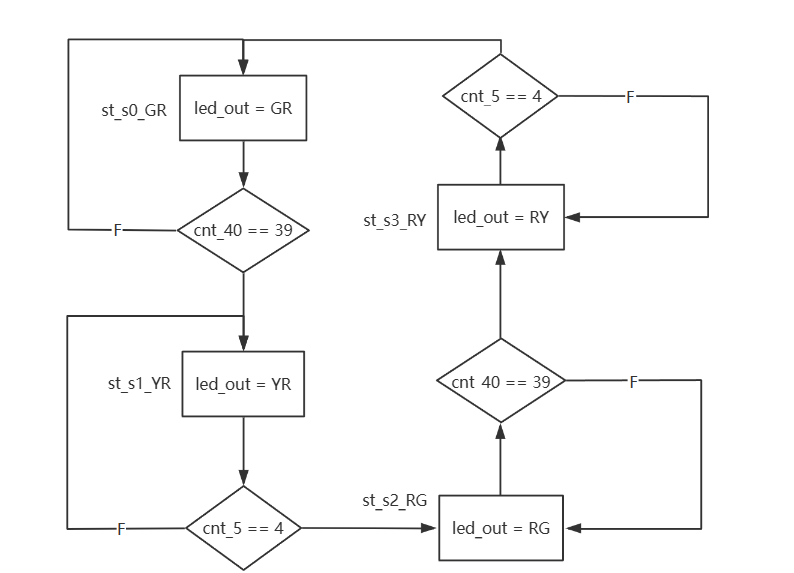 st_s0_GR
led_out = GR
F
cnt_40 == 39
st_s1_YR
led_out = YR
F
cnt_5 == 4
st_s2_RG
led_out = RG
cnt 40 == 39
F
st_s3_RY
led_out = RY
cnt_5 == 4
F